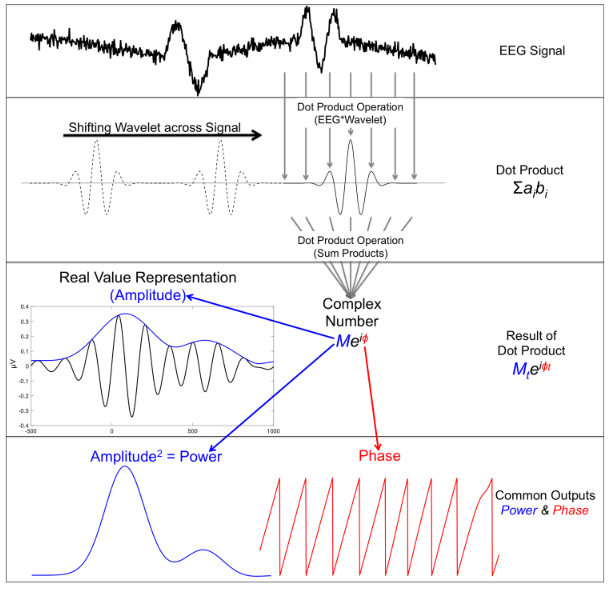 EEG Signal
Dot Product Operation
(EEG*Wavelet)
Shifting Wavelet across Signal
Dot Product
Σaᵢbᵢ
Dot Product Operation
(Sum Products)
Real Value Representation
(Amplitude)
Complex
Number
Meⁱᶲ
Result of
Dot Product
Mₜeⁱᶲᵗ
µV
0.4
0.3
0.2
0.1
0
-0.1
-0.2
-0.3
-0.4
-500
0
500
1000
Amplitude² = Power
Phase
Common Outputs
Power & Phase